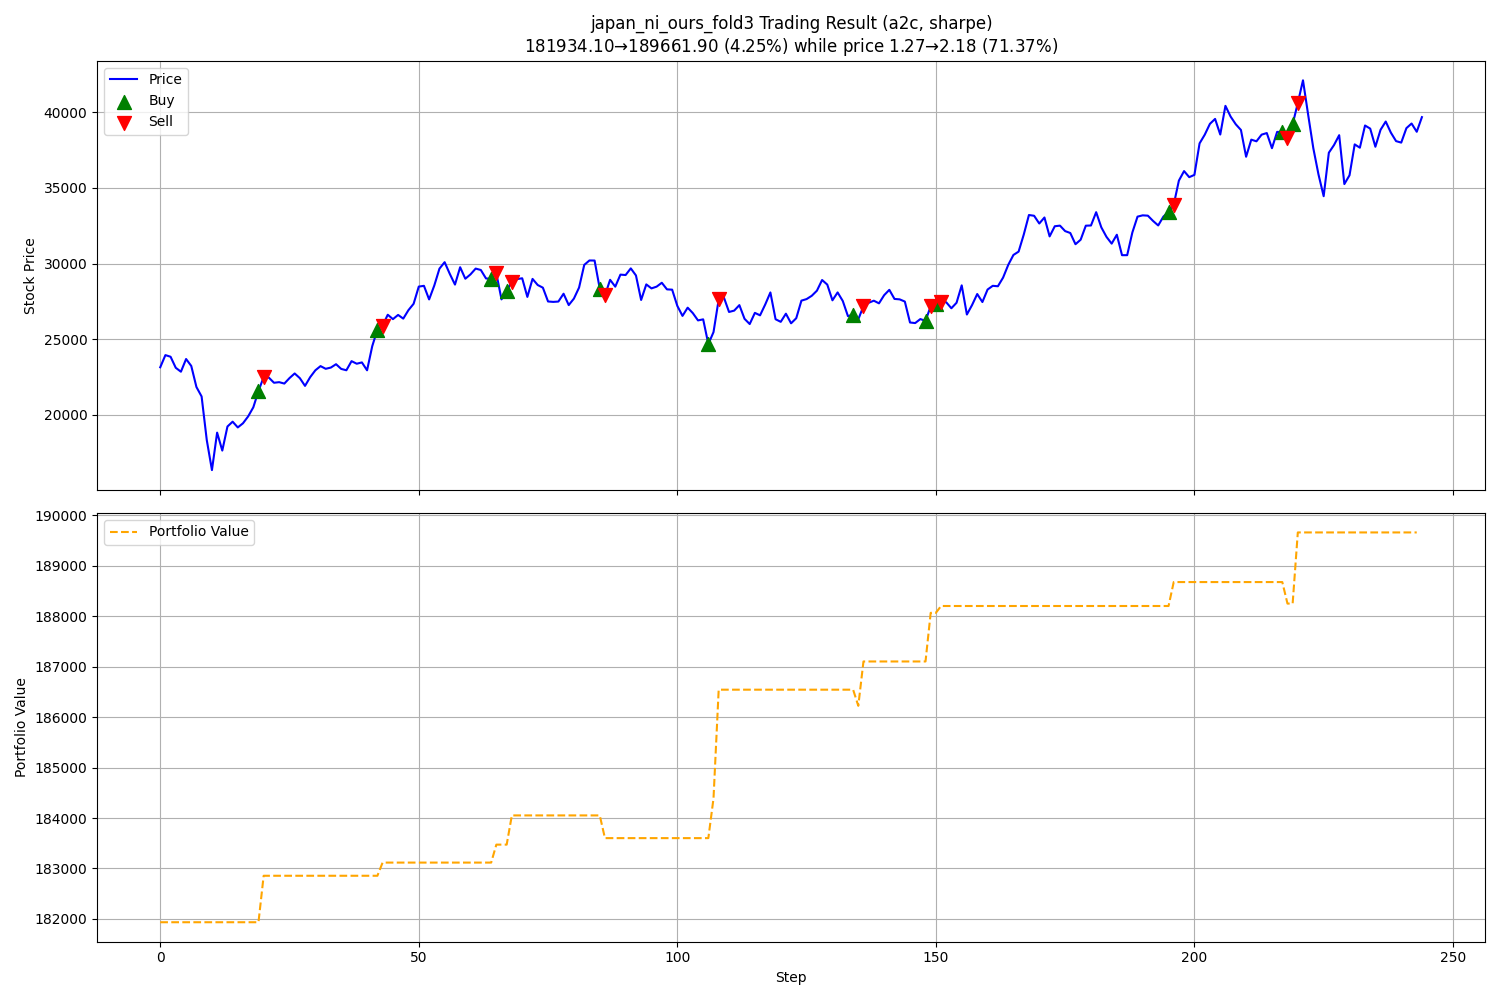 japan_ni_ours_fold3 Trading Result (a2c, sharpe)
181934.10→189661.90 (4.25%) while price 1.27→2.18 (71.37%)
Price
Buy
Sell
Stock Price
40000
35000
30000
25000
20000
Portfolio Value
Portfolio Value
190000
189000
188000
187000
186000
185000
184000
183000
182000
0
50
100
150
200
250
Step